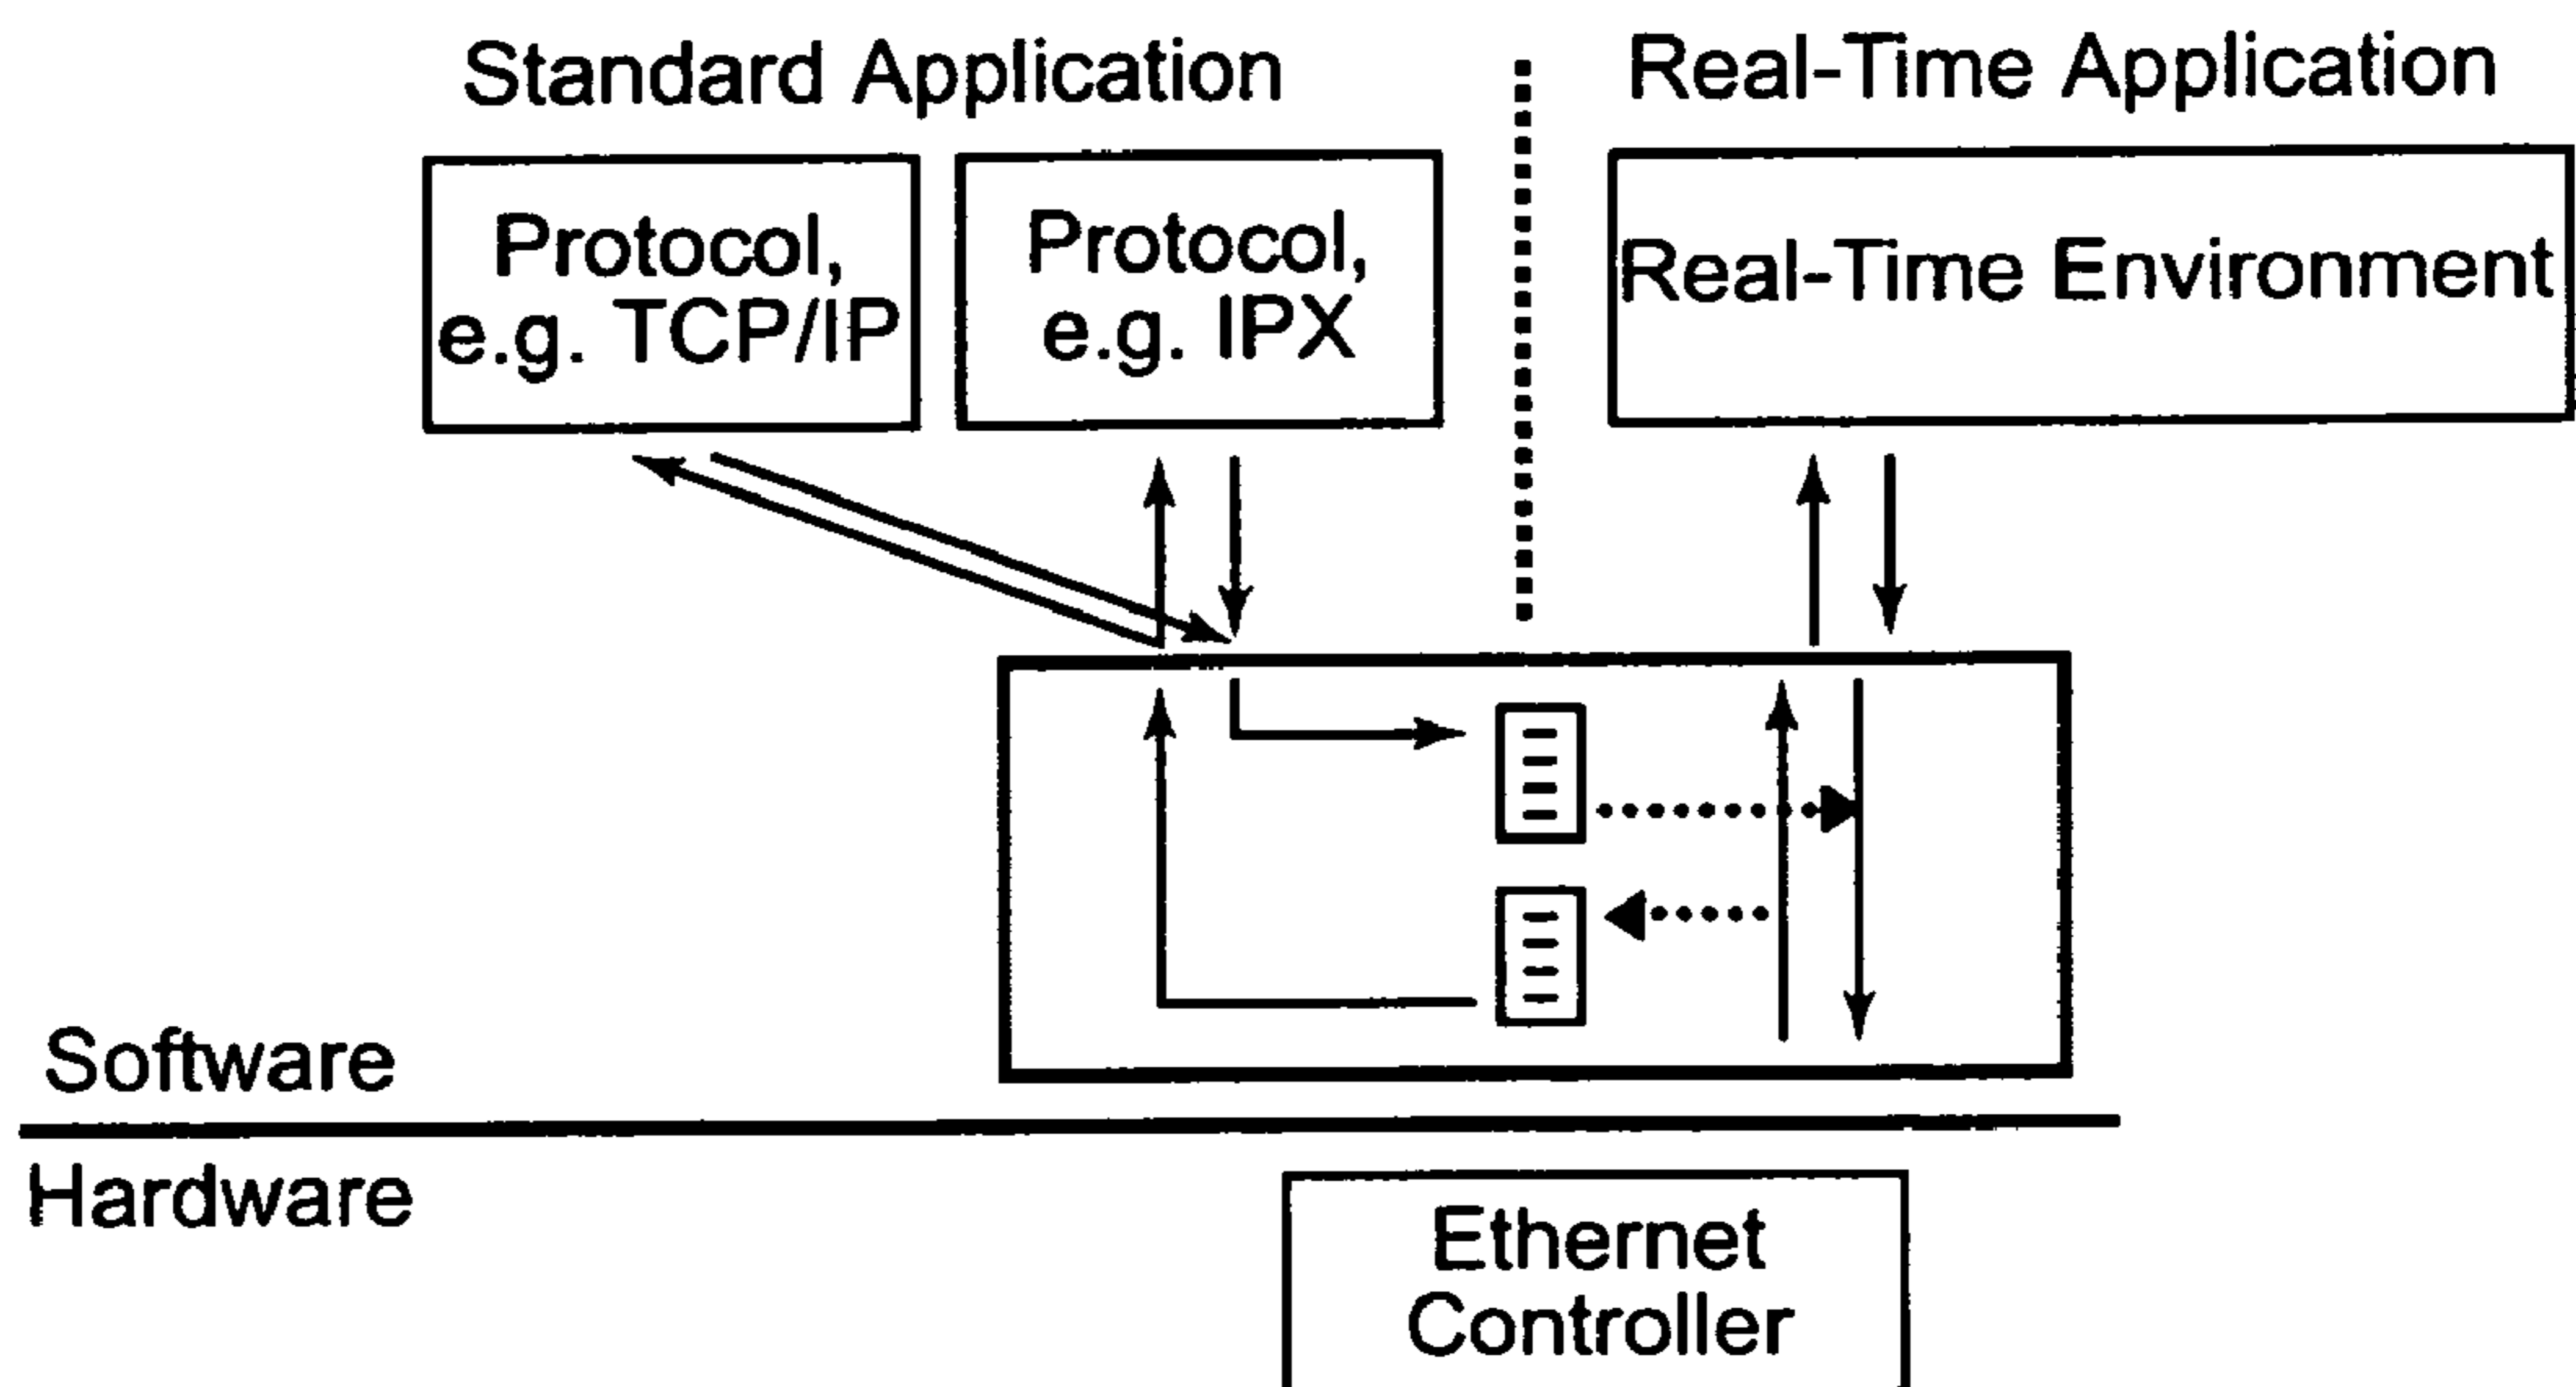 Standard Application
Real-Time Application
Protocol,
e.g. TCP/IP
Protocol,
e.g. IPX
Real-Time Environment
Software
Hardware
Ethernet
Controller